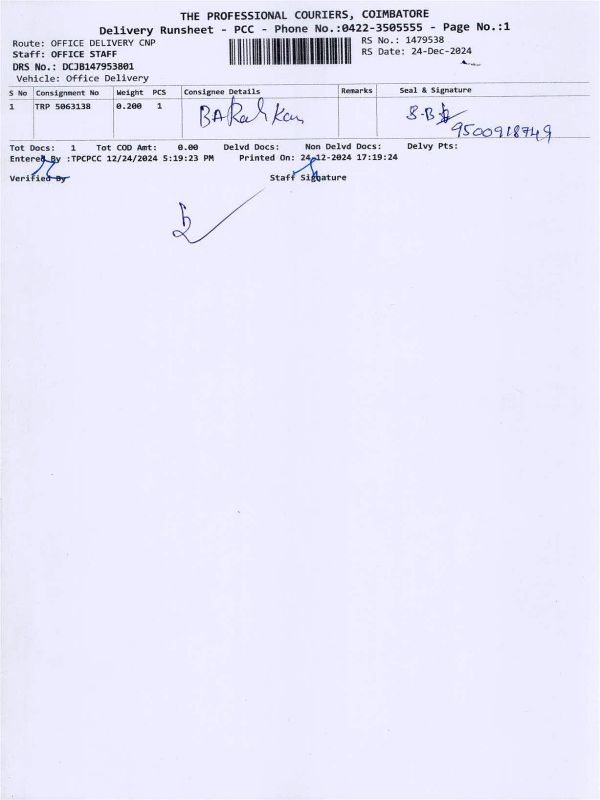 THE PROFESSIONAL COURIERS, COIMBATORE
Delivery Runsheet - PCC - Phone No.:0422-3505555 - Page No.:1
Route: OFFICE DELIVERY CNP
RS No.: 1479538
Staff: OFFICE STAFF
RS Date: 24-Dec-2024
DRS No.: DCJB147953801
Vehicle: Office Delivery
S No Consignment No Weight PCS Consignee Details Remarks Seal & Signature
1 TRP 5063138 0.200 1
9500918749
Tot Docs: 1 Tot COD Amt: 0.00 Delvd Docs: Non Delvd Docs: Delvy Pts:
Entered By :TPCPCC 12/24/2024 5:19:23 PM Printed On: 24-12-2024 17:19:24
Verified By Staff Signature